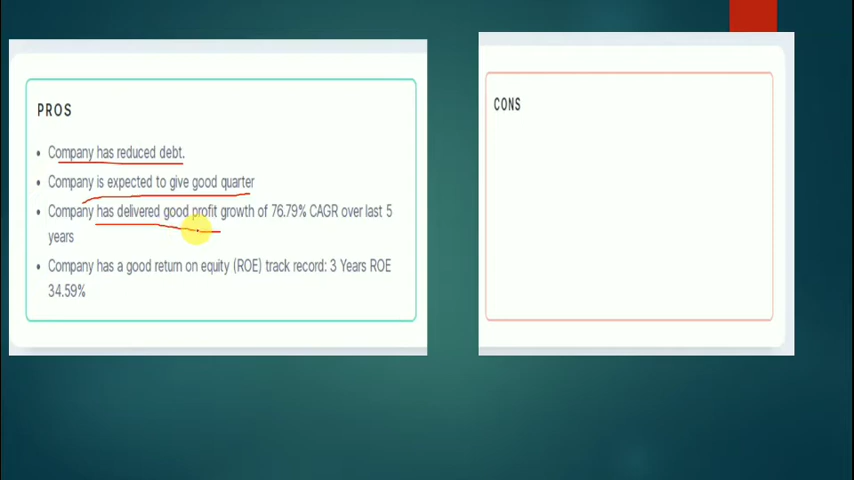 PROS
Company has reduced debt.
Company is expected to give good quarter
Company has delivered good profit growth of 76.79% CAGR over last 5
years
Company has a good return on equity (ROE) track record: 3 Years ROE
34.59%
CONS